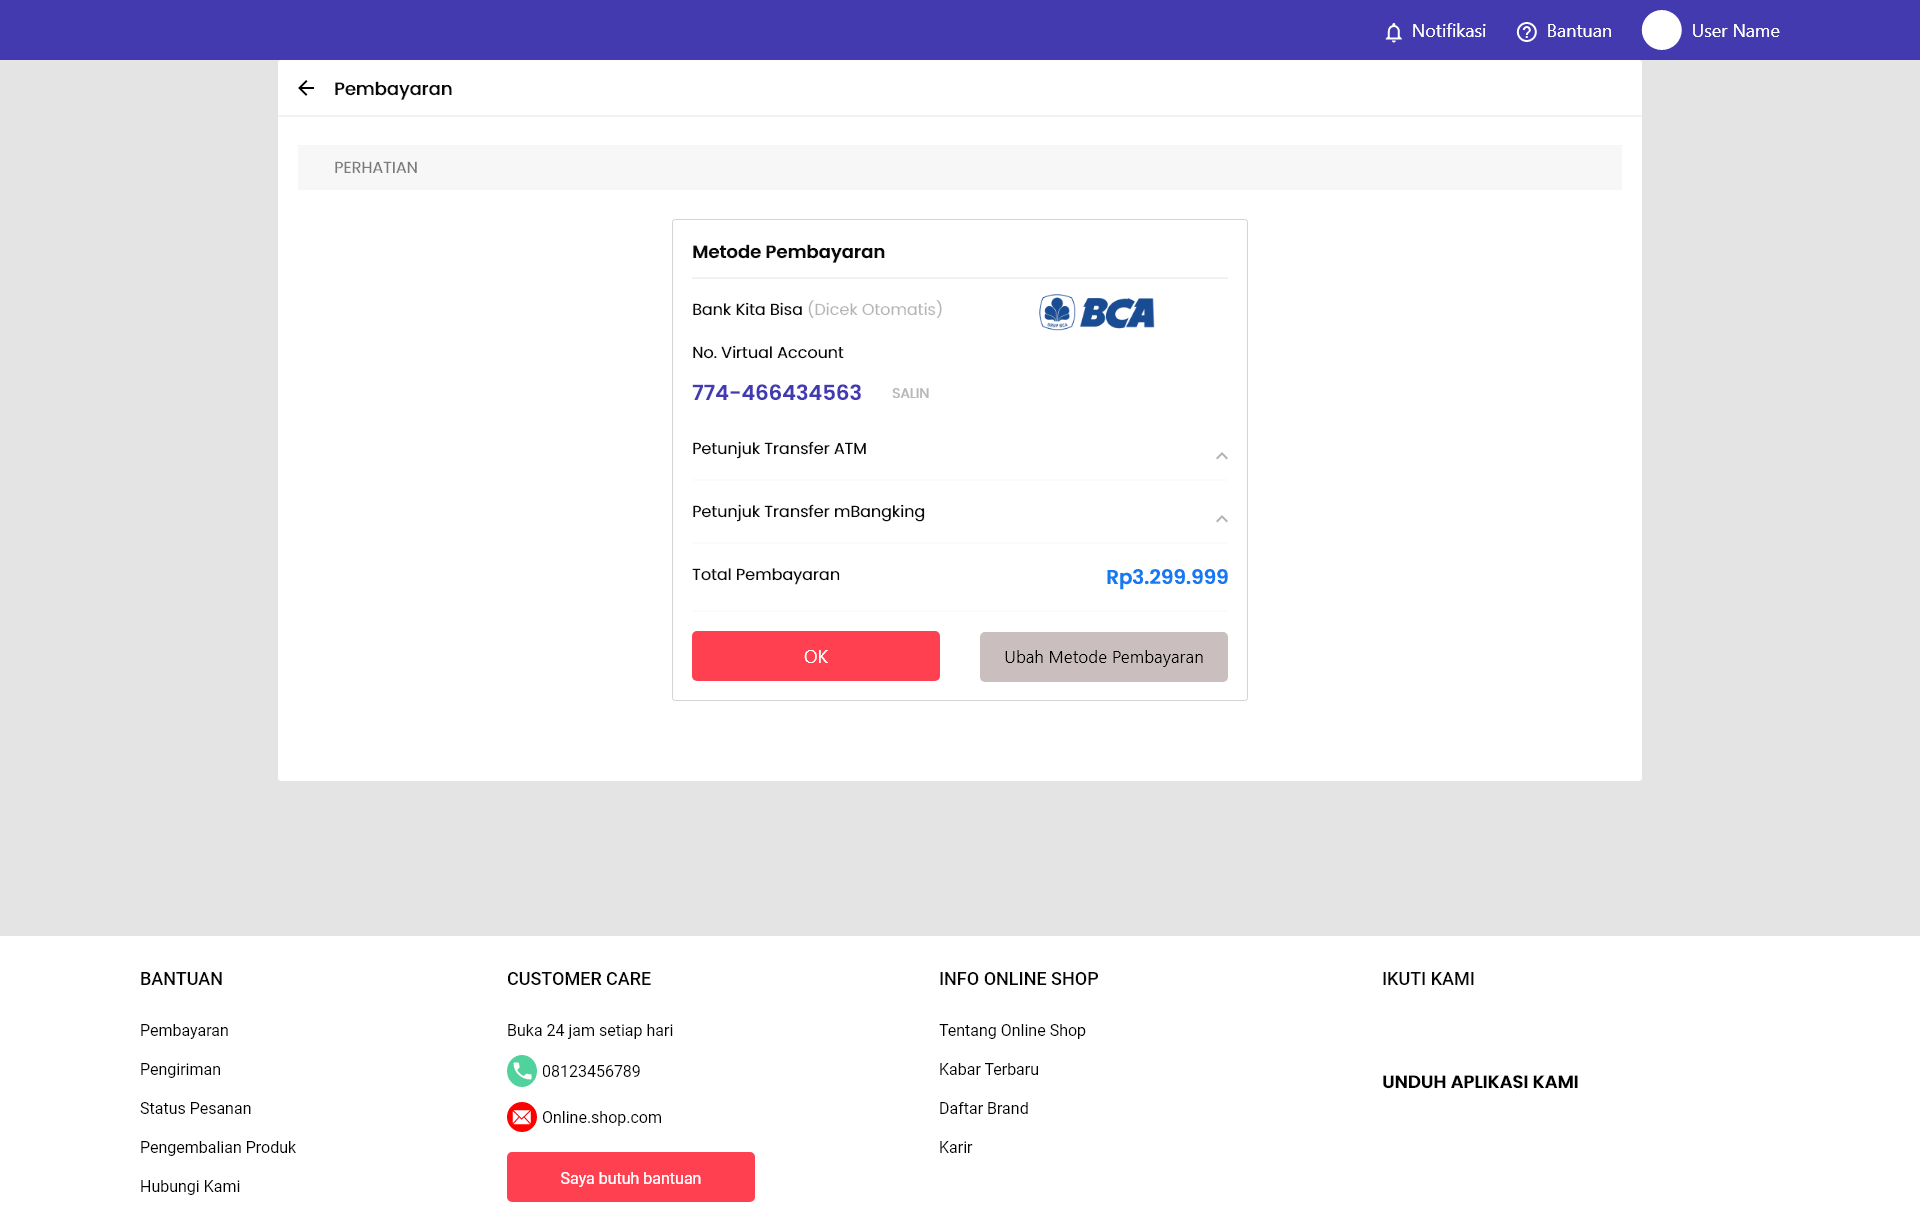 Notifikasi
Bantuan
User Name
Pembayaran
PERHATIAN
Metode Pembayaran
Bank Kita Bisa (Dicek Otomatis)
BCA
No. Virtual Account
774-466434563 SALIN
Petunjuk Transfer ATM
Petunjuk Transfer mBangking
Total Pembayaran Rp3.299.999
OK
Ubah Metode Pembayaran
BANTUAN
Pembayaran
Pengiriman
Status Pesanan
Pengembalian Produk
Hubungi Kami
CUSTOMER CARE
Buka 24 jam setiap hari
08123456789
Online.shop.com
Saya butuh bantuan
INFO ONLINE SHOP
Tentang Online Shop
Kabar Terbaru
Daftar Brand
Karir
IKUTI KAMI
UNDUH APLIKASI KAMI